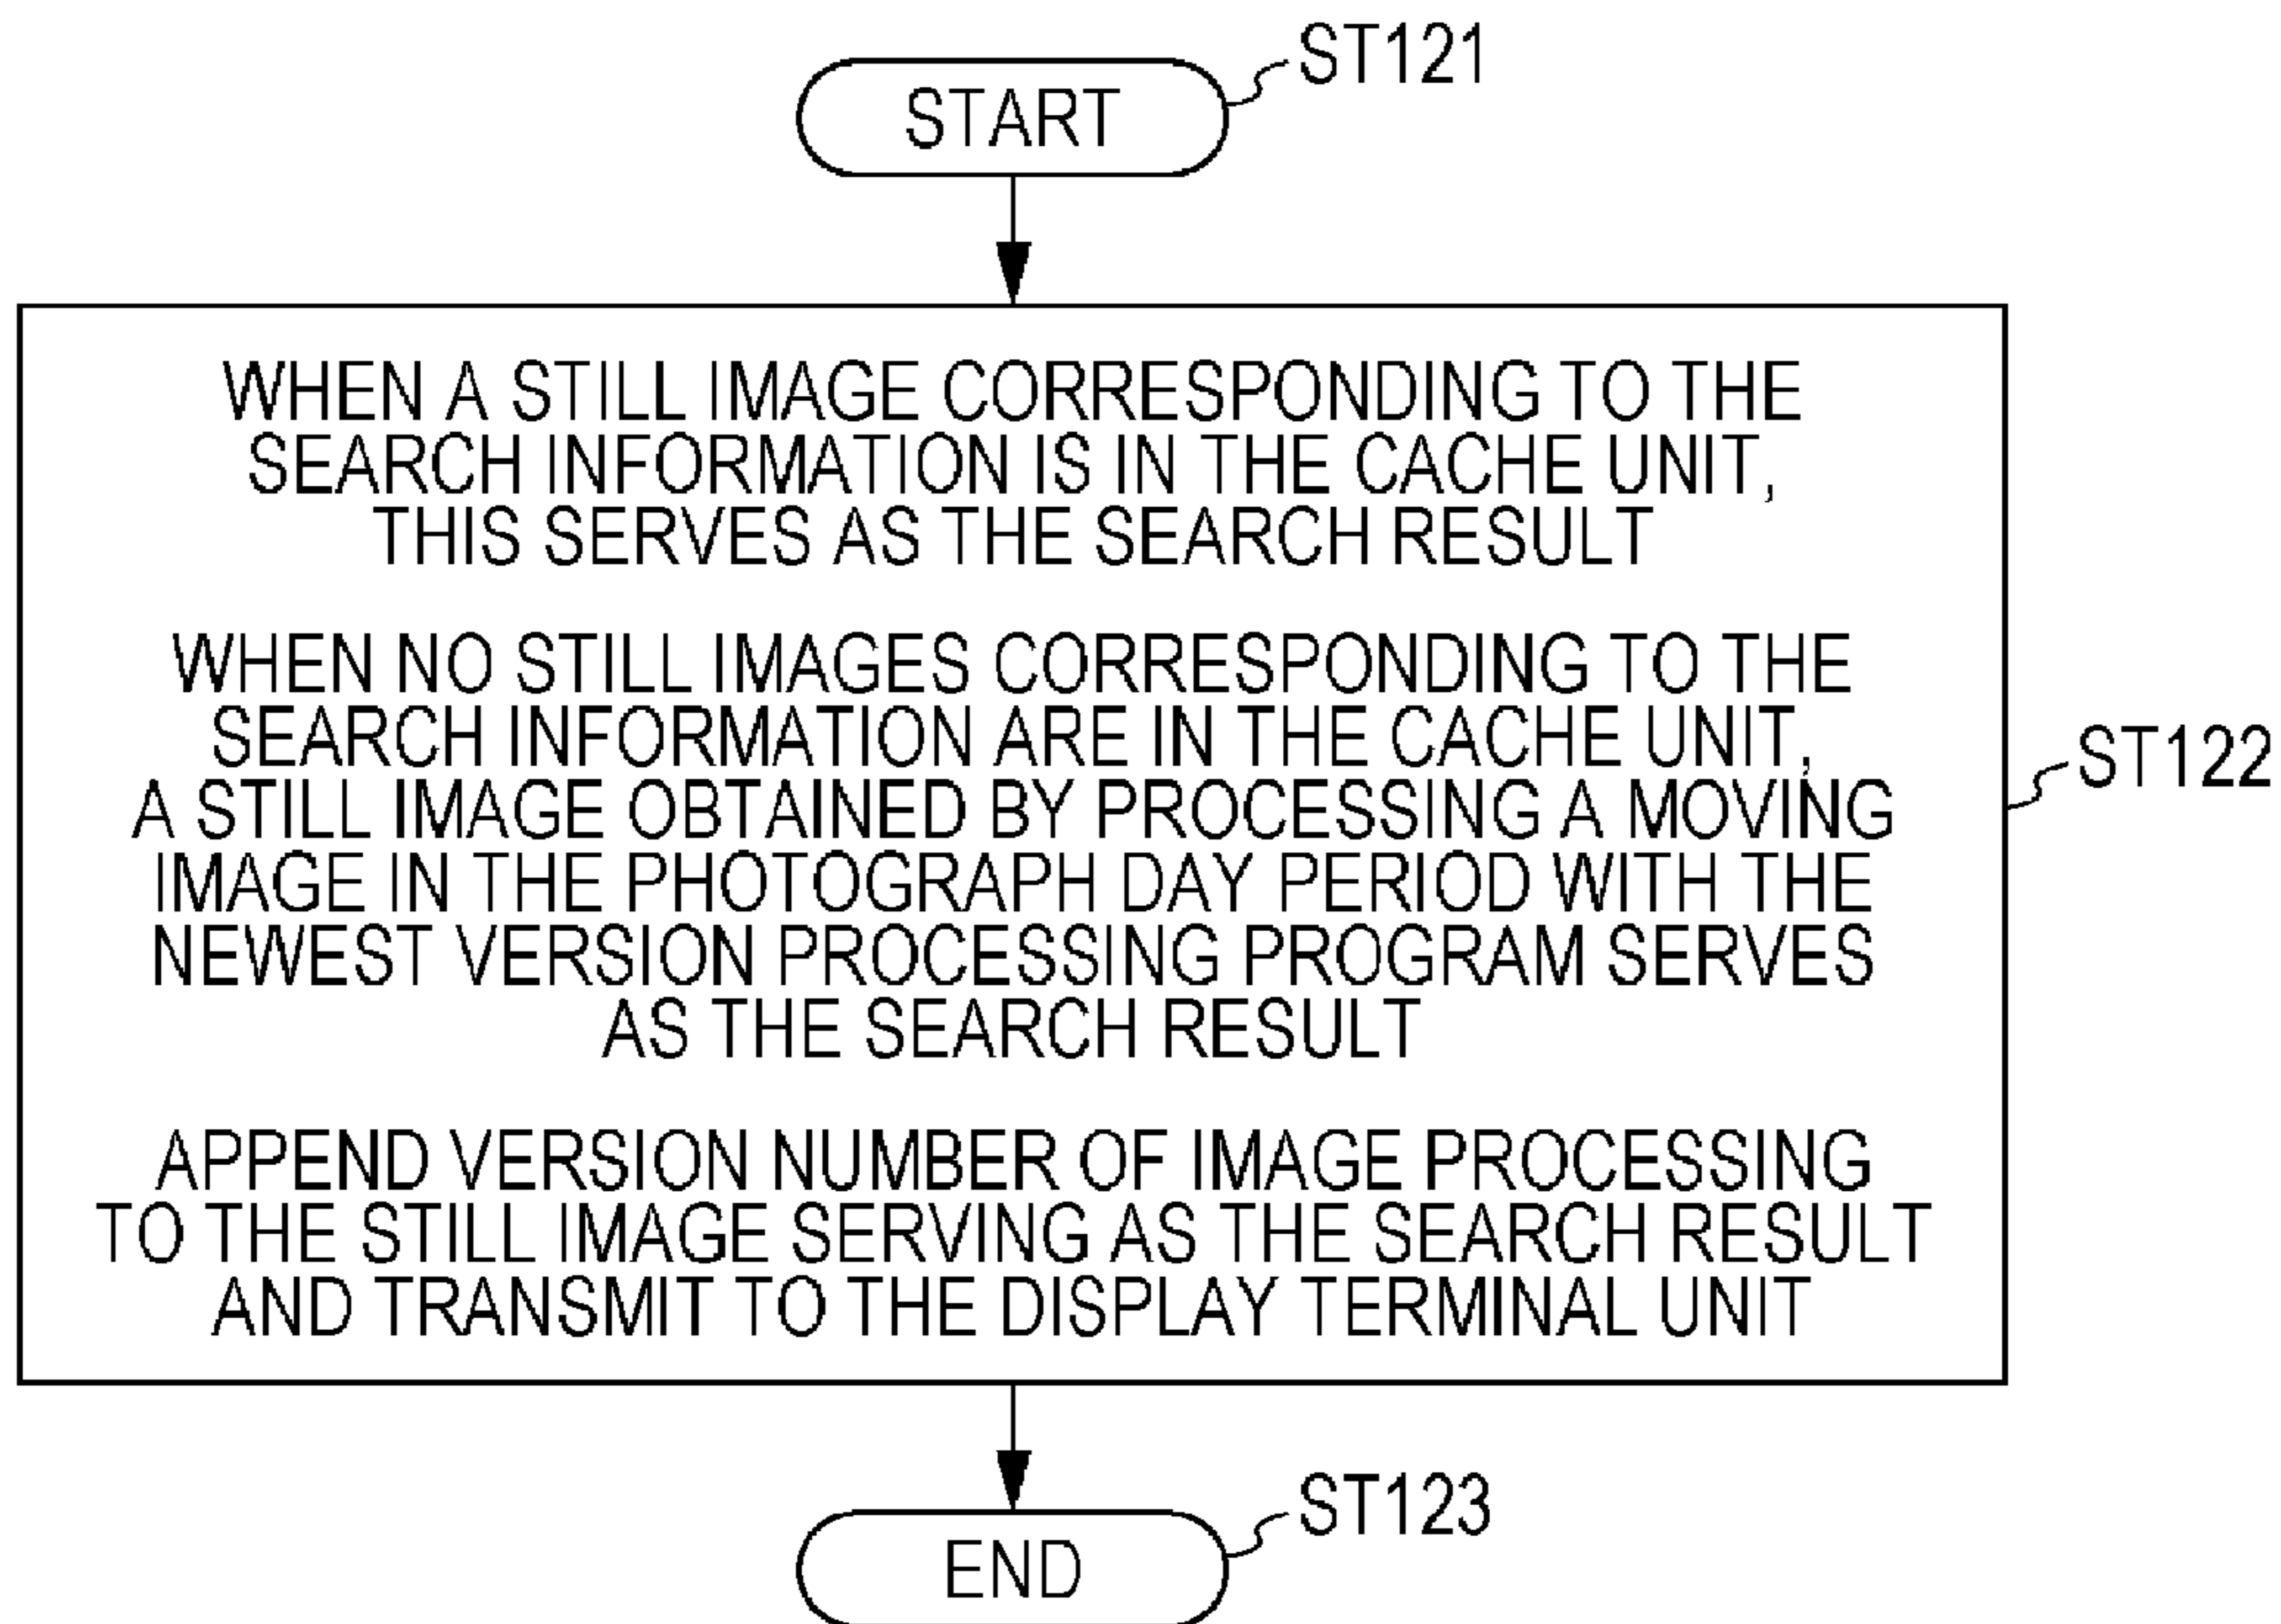 ST121
START
WHEN A STILL IMAGE CORRESPONDING TO THE
SEARCH INFORMATION IS IN THE CACHE UNIT,
THIS SERVES AS THE SEARCH RESULT
WHEN NO STILL IMAGES CORRESPONDING TO THE
SEARCH INFORMATION ARE IN THE CACHE UNIT,
A STILL IMAGE OBTAINED BY PROCESSING A MOVING
IMAGE IN THE PHOTOGRAPH DAY PERIOD WITH THE
NEWEST VERSION PROCESSING PROGRAM SERVES
AS THE SEARCH RESULT
APPEND VERSION NUMBER OF IMAGE PROCESSING
TO THE STILL IMAGE SERVING AS THE SEARCH RESULT
AND TRANSMIT TO THE DISPLAY TERMINAL UNIT
ST122
ST123
END